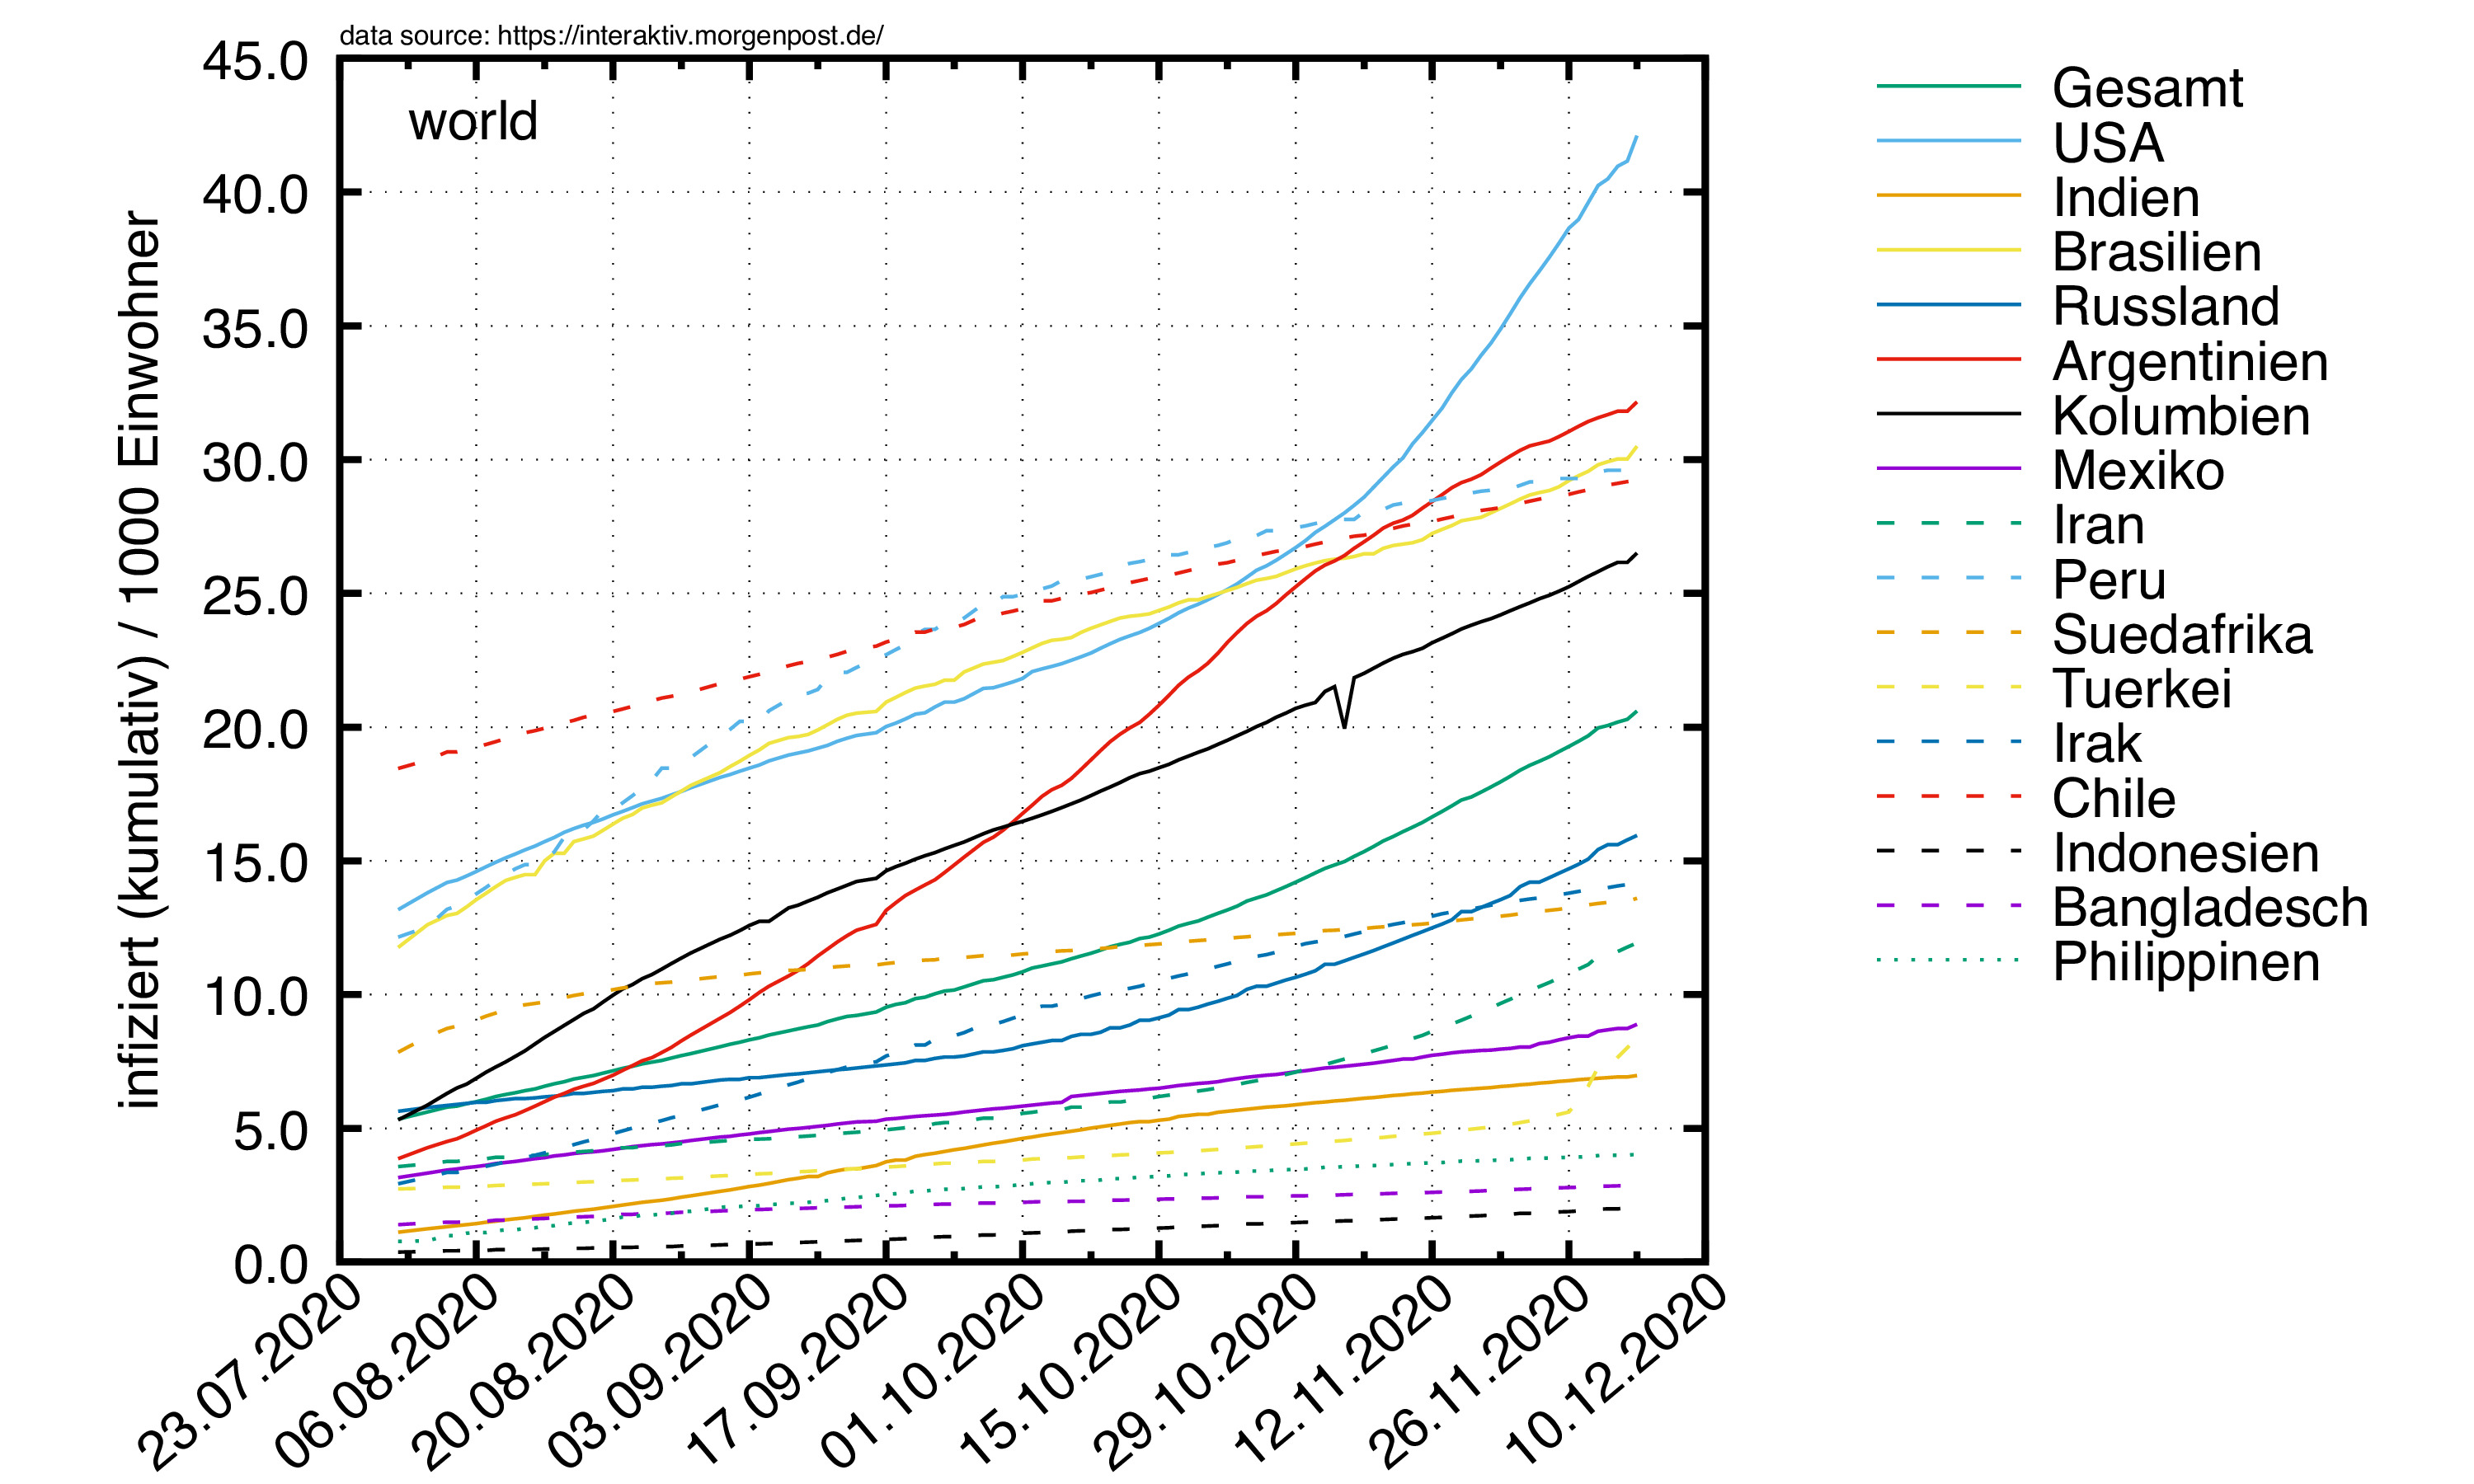 data source: https://interaktiv.morgenpost.de/
world
infiziert (kumulativ) / 1000 Einwohner
45.0
40.0
35.0
30.0
25.0
20.0
15.0
10.0
5.0
0.0
23.07.2020
06.08.2020
20.08.2020
03.09.2020
17.09.2020
01.10.2020
15.10.2020
29.10.2020
12.11.2020
26.11.2020
10.12.2020
Gesamt
USA
Indien
Brasilien
Russland
Argentinien
Kolumbien
Mexiko
Iran
Peru
Suedafrika
Tuerkei
Irak
Chile
Indonesien
Bangladesch
Philippinen